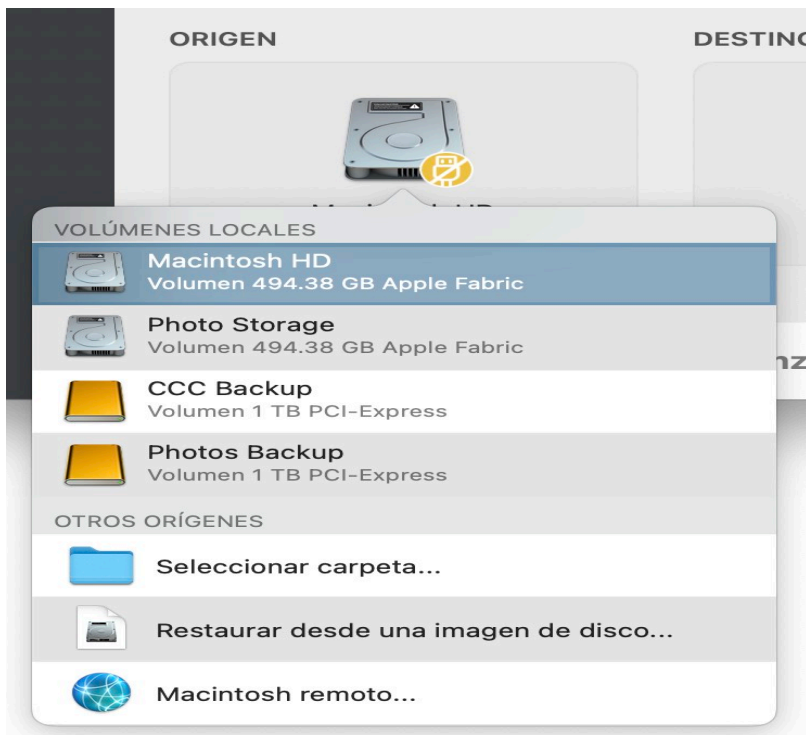 ORIGEN
DESTINO
VOLÚMENES LOCALES
Macintosh HD
Volumen 494.38 GB Apple Fabric
Photo Storage
Volumen 494.38 GB Apple Fabric
CCC Backup
Volumen 1 TB PCI-Express
Photos Backup
Volumen 1 TB PCI-Express
OTROS ORÍGENES
Seleccionar carpeta...
Restaurar desde una imagen de disco...
Macintosh remoto...